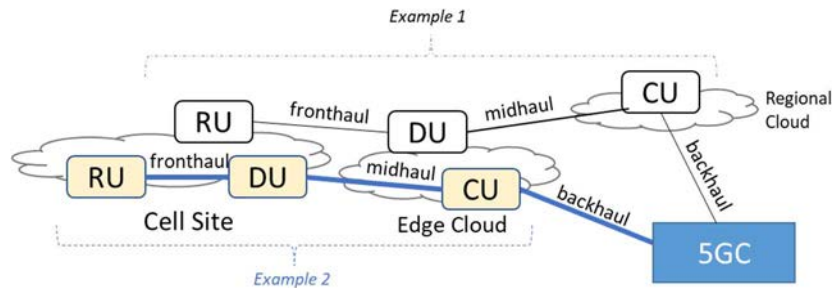 Example 1
CU
Regional
Cloud
fronthaul
midhaul
RU
DU
backhaul
fronthaul
midhaul
RU
DU
CU
backhaul
Cell Site
Edge Cloud
5GC
Example 2